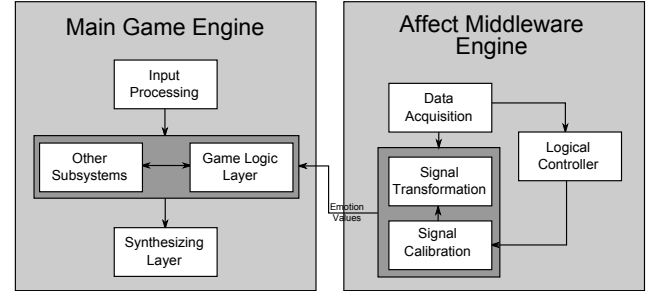 Main Game Engine
Input
Processing
Other
Subsystems
Game Logic
Layer
Synthesizing
Layer
Emotion
Values
Affect Middleware
Engine
Data
Acquisition
Logical
Controller
Signal
Transformation
Signal
Calibration